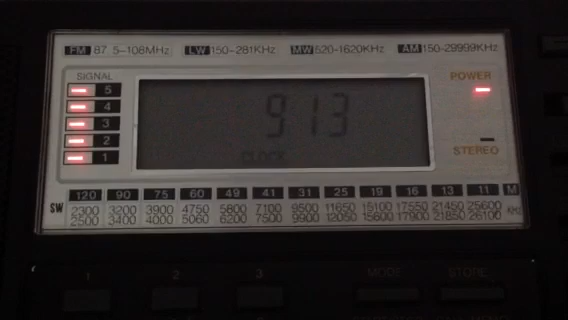 FM 87.5-108MHz LW 150-281KHz MW 520-1620KHz AM 150-29999KHz
SIGNAL
5
4
3
2
1
913
CLOCK
POWER
STEREO
120 90 75 60 49 41 31 25 19 16 13 11 M
SW 2300 3200 3900 4750 5800 7100 9500 11650 15100 17550 21450 25600 KHz
2500 3400 4000 5060 6200 7500 9900 12050 15600 17900 21850 26100
1 2 3 MODE STORE